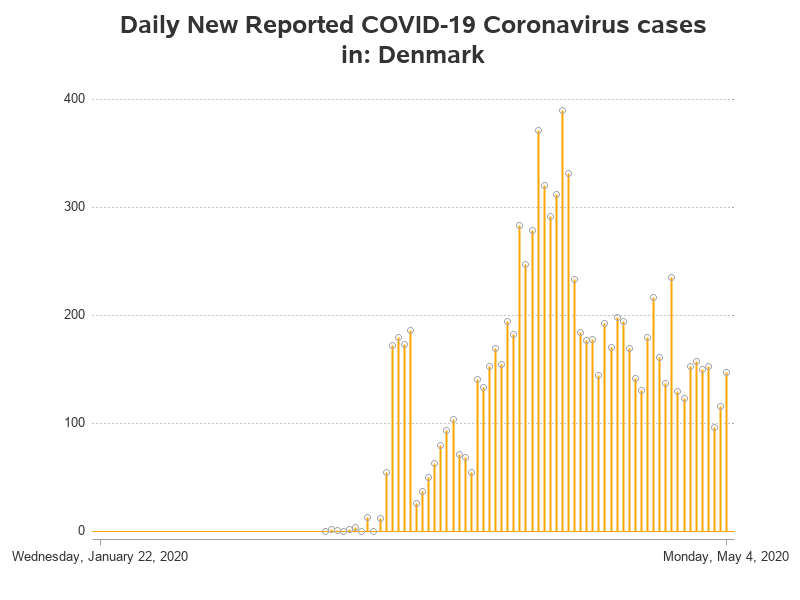 Daily New Reported COVID-19 Coronavirus cases
in: Denmark
400
300
200
100
0
Wednesday, January 22, 2020
Monday, May 4, 2020